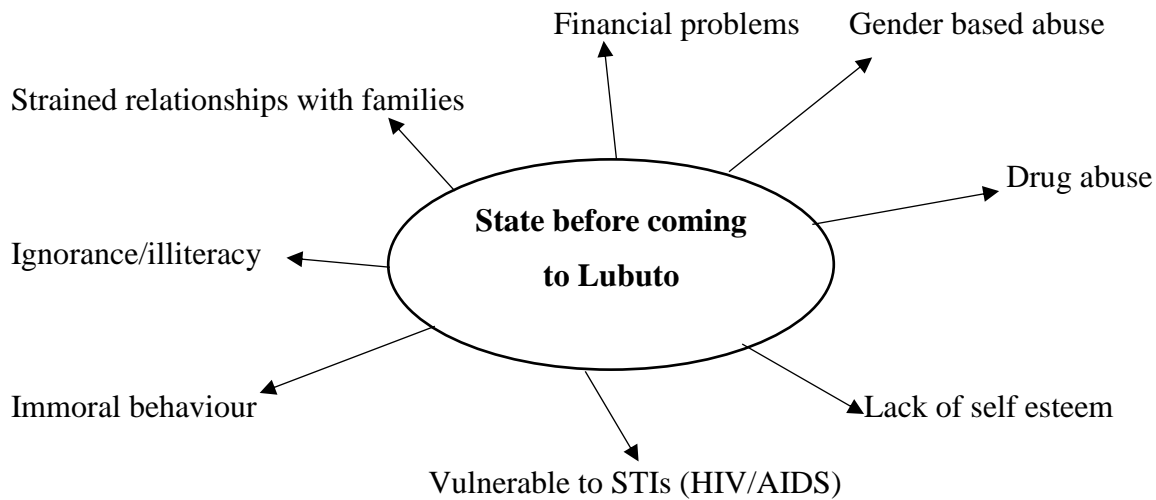 Financial problems
Gender based abuse
Strained relationships with families
Drug abuse
State before coming
to Lubuto
Ignorance/illiteracy
Immoral behaviour
Lack of self esteem
Vulnerable to STIs (HIV/AIDS)